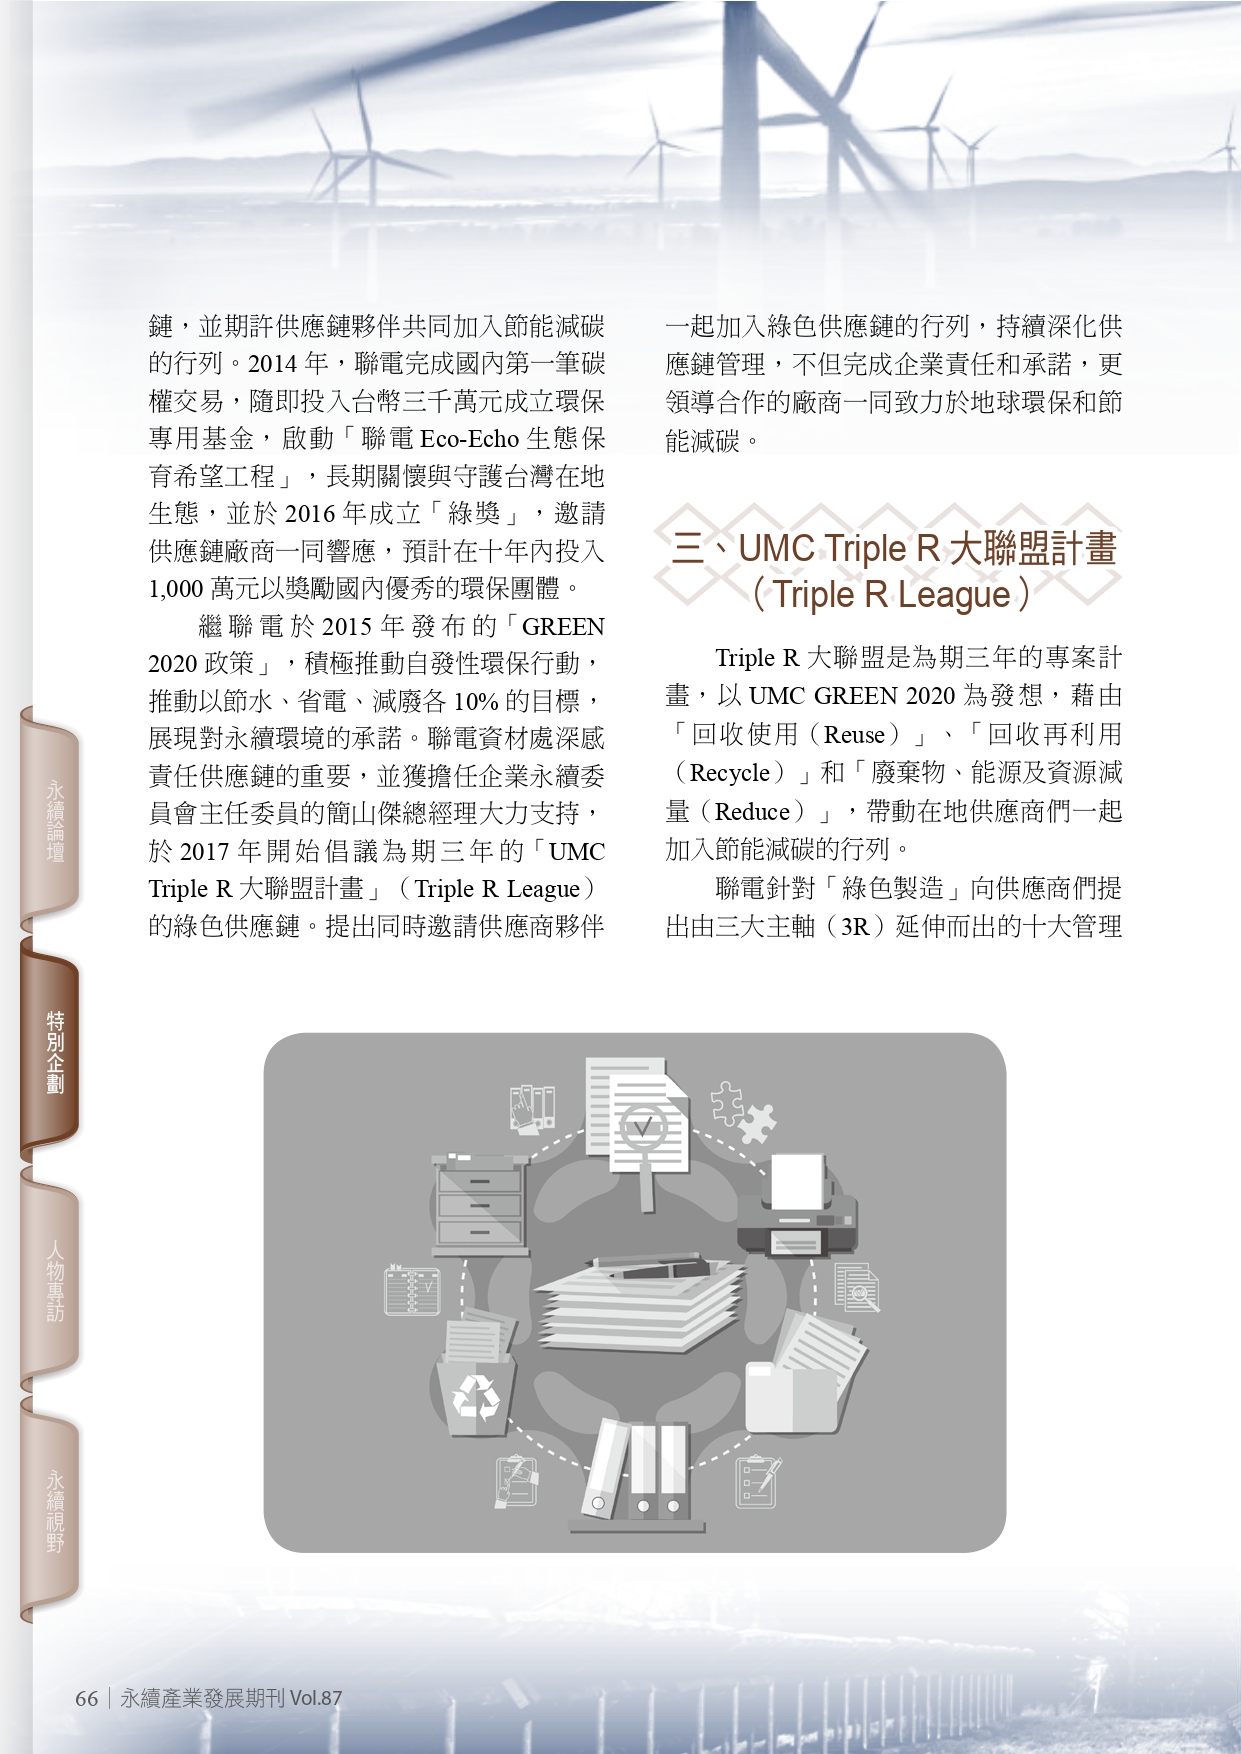 鏈，並期許供應鏈夥伴共同加入節能減碳
的行列。2014 年，聯電完成國內第一筆碳
權交易，隨即投入台幣三千萬元成立環保
專用基金，啟動「聯電 Eco-Echo 生態保
育希望工程」，長期關懷與守護台灣在地
生態，並於 2016 年成立「綠獎」，邀請
供應鏈廠商一同響應，預計在十年內投入
1,000 萬元以獎勵國內優秀的環保團體。
繼聯電於 2015 年發布的「GREEN
2020 政策」，積極推動自發性環保行動，
推動以節水、省電、減廢各 10% 的目標，
展現對永續環境的承諾。聯電資材處深感
責任供應鏈的重要，並獲擔任企業永續委
員會主任委員的簡山傑總經理大力支持，
於 2017 年開始倡議為期三年的「UMC
Triple R 大聯盟計畫」（Triple R League）
的綠色供應鏈。提出同時邀請供應商夥伴
一起加入綠色供應鏈的行列，持續深化供
應鏈管理，不但完成企業責任和承諾，更
領導合作的廠商一同致力於地球環保和節
能減碳。
三、UMC Triple R 大聯盟計畫
（Triple R League）
Triple R 大聯盟是為期三年的專案計
畫，以 UMC GREEN 2020 為發想，藉由
「回收使用（Reuse）」、「回收再利用
（Recycle）」和「廢棄物、能源及資源減
量（Reduce）」，帶動在地供應商們一起
加入節能減碳的行列。
聯電針對「綠色製造」向供應商們提
出由三大主軸（3R）延伸而出的十大管理
永續論壇
特別企劃
人物專訪
永續視野
66｜永續產業發展期刊 Vol.87